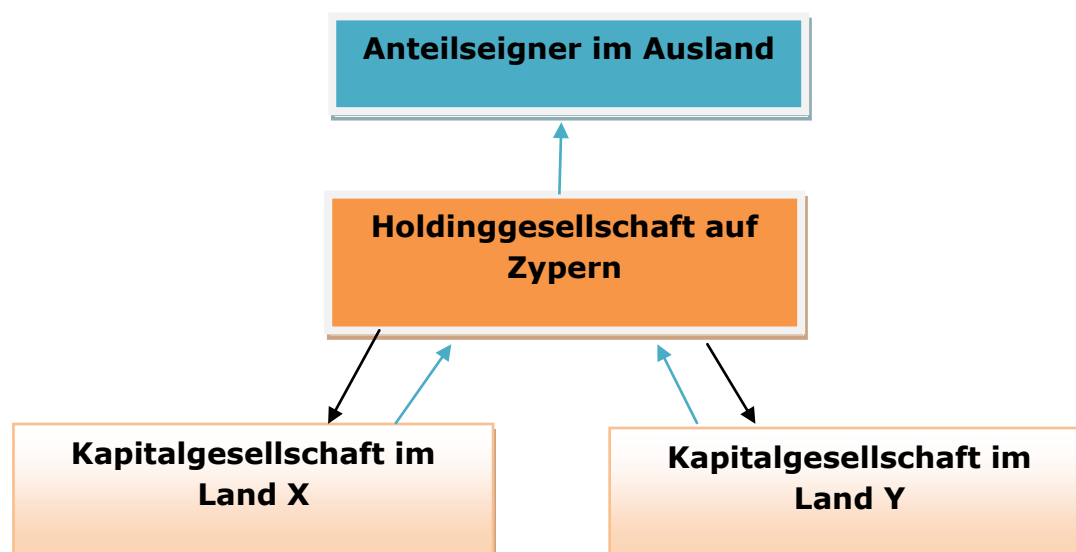 Anteilseigner im Ausland
Holdinggesellschaft auf
Zypern
Kapitalgesellschaft im
Land X
Kapitalgesellschaft im
Land Y